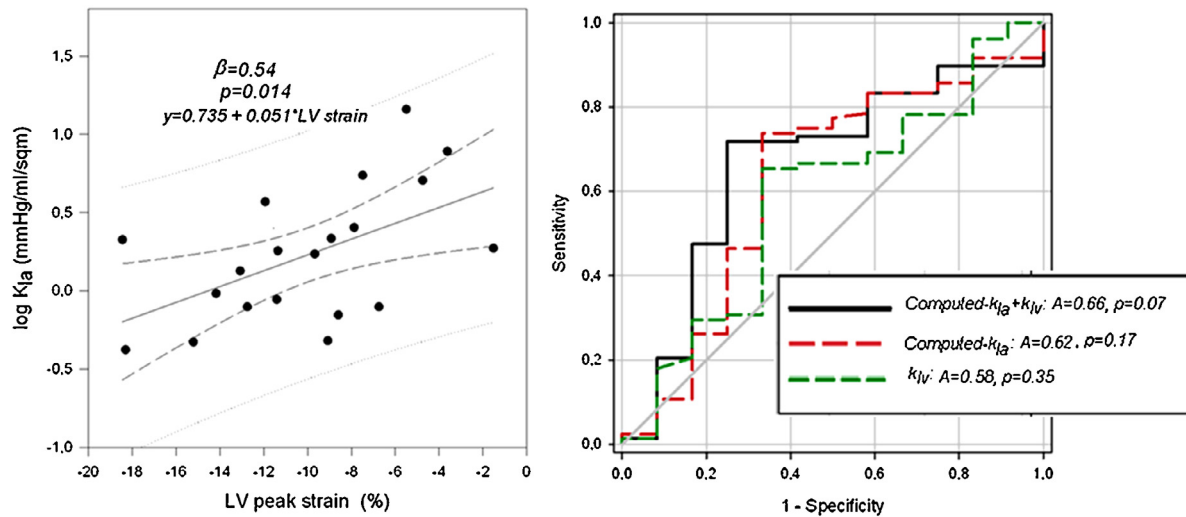 β=0.54
p=0.014
y=0.735 + 0.051*LV strain
log Kla (mmHg/ml/sqm)
1,5
1,0
0,5
0,0
-0,5
-1,0
-20 -18 -16 -14 -12 -10 -8 -6 -4 -2 0
LV peak strain (%)
Sensitivity
1.0
0.8
0.6
0.4
0.2
0.0
0.0 0.2 0.4 0.6 0.8 1.0
1 - Specificity
Computed-kla+klv: A=0.66, p=0.07
Computed-kla: A=0.62, p=0.17
klv: A=0.58, p=0.35